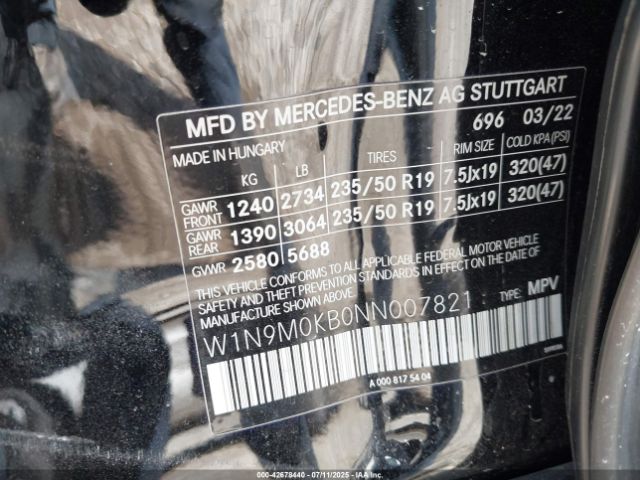 MFD BY MERCEDES-BENZ AG STUTTGART
MADE IN HUNGARY 696 03/22
KG LB TIRES RIM SIZE COLD KPA(PSI)
GAWR FRONT 1240 2734 235/50 R19 7.5Jx19 320(47)
GAWR REAR 1390 3064 235/50 R19 7.5Jx19 320(47)
GWR 2580 5688
THIS VEHICLE CONFORMS TO ALL APPLICABLE FEDERAL MOTOR VEHICLE
SAFETY AND THEFT PREVENTION STANDARDS IN EFFECT ON THE DATE OF
MANUFACTURE SHOWN ABOVE.
W1N9M0KB0NN007821 TYPE: MPV
A 000 817 54 04
000-42678440 - 07/11/2025 - IAAI.com